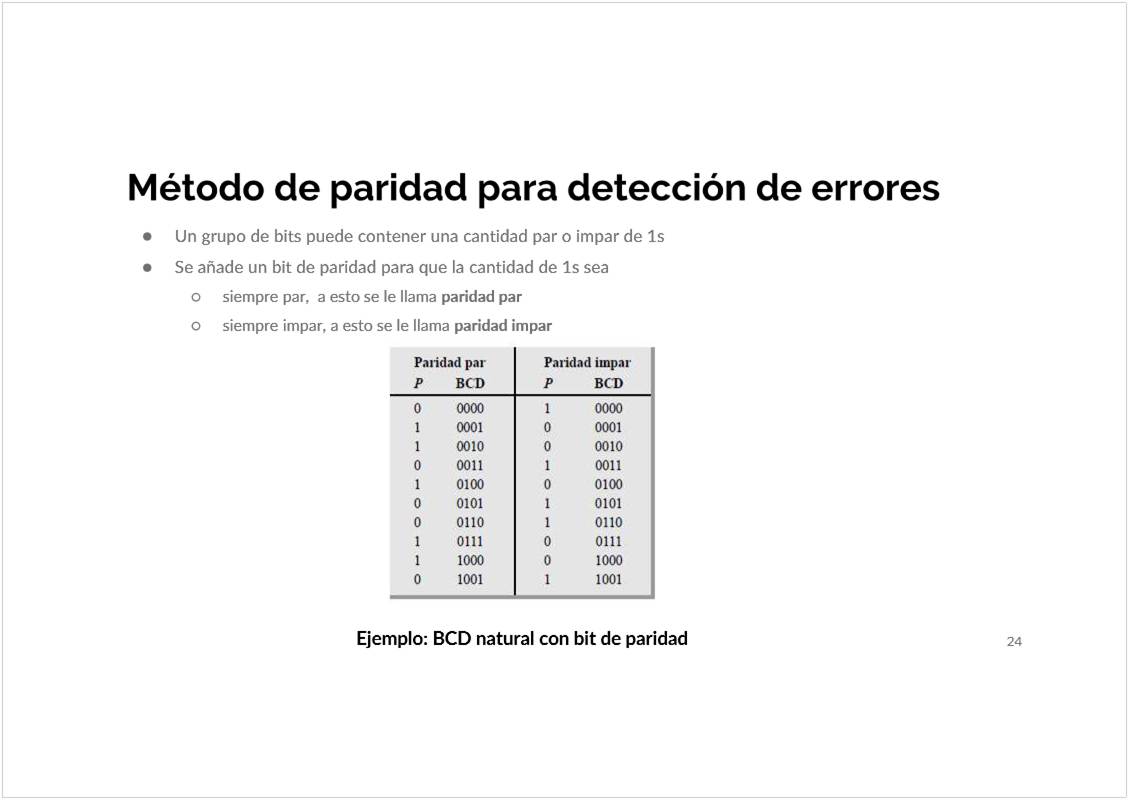 Método de paridad para detección de errores
● Un grupo de bits puede contener una cantidad par o impar de 1s
● Se añade un bit de paridad para que la cantidad de 1s sea
○ siempre par, a esto se le llama paridad par
○ siempre impar, a esto se le llama paridad impar
Paridad par Paridad impar
P BCD P BCD
0 0000 1 0000
1 0001 0 0001
1 0010 0 0010
0 0011 1 0011
1 0100 0 0100
0 0101 1 0101
0 0110 1 0110
1 0111 0 0111
1 1000 0 1000
0 1001 1 1001
Ejemplo: BCD natural con bit de paridad
24